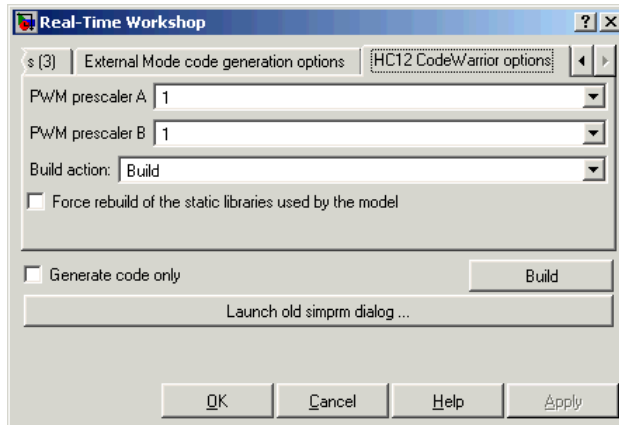 Real-Time Workshop
s (3) External Mode code generation options HC12 CodeWarrior options
PWM prescaler A 1
PWM prescaler B 1
Build action: Build
Force rebuild of the static libraries used by the model
Generate code only Build
Launch old simprm dialog ...
OK Cancel Help Apply